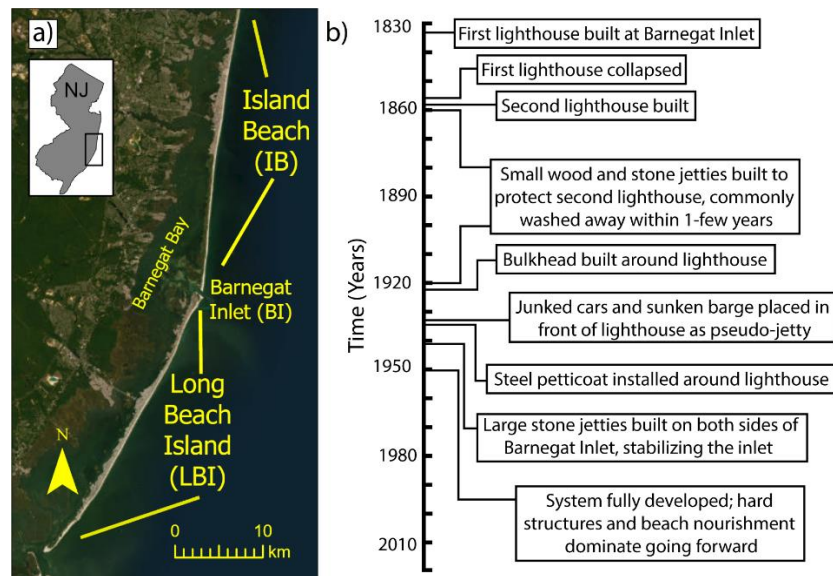 a)
NJ
Island
Beach
(IB)
Barnegat Bay
Barnegat
Inlet (BI)
Long
Beach
Island
(LBI)
N
0 10
km
b)
Time (Years)
1830
1860
1890
1920
1950
1980
2010
First lighthouse built at Barnegat Inlet
First lighthouse collapsed
Second lighthouse built
Small wood and stone jetties built to
protect second lighthouse, commonly
washed away within 1-few years
Bulkhead built around lighthouse
Junked cars and sunken barge placed in
front of lighthouse as pseudo-jetty
Steel petticoat installed around lighthouse
Large stone jetties built on both sides of
Barnegat Inlet, stabilizing the inlet
System fully developed; hard
structures and beach nourishment
dominate going forward